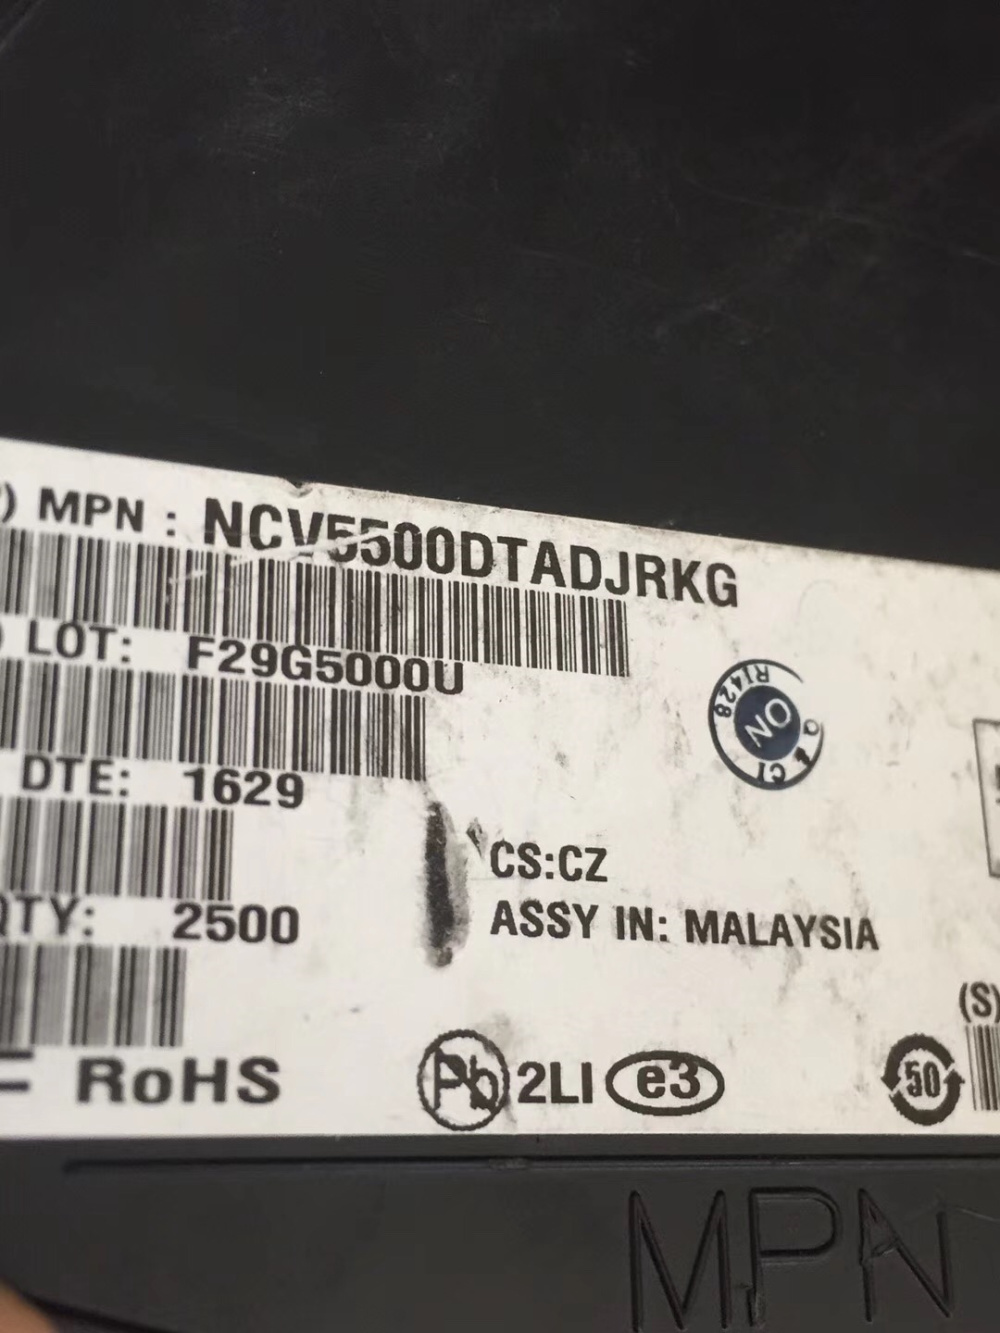 ) MPN : NCV5500DTADJRKG
) LOT: F29G5000U
DTE: 1629
QTY: 2500
RI428
ON
CS:CZ
ASSY IN: MALAYSIA
(S)
RoHS
Pb 2LI e3
50
MPN